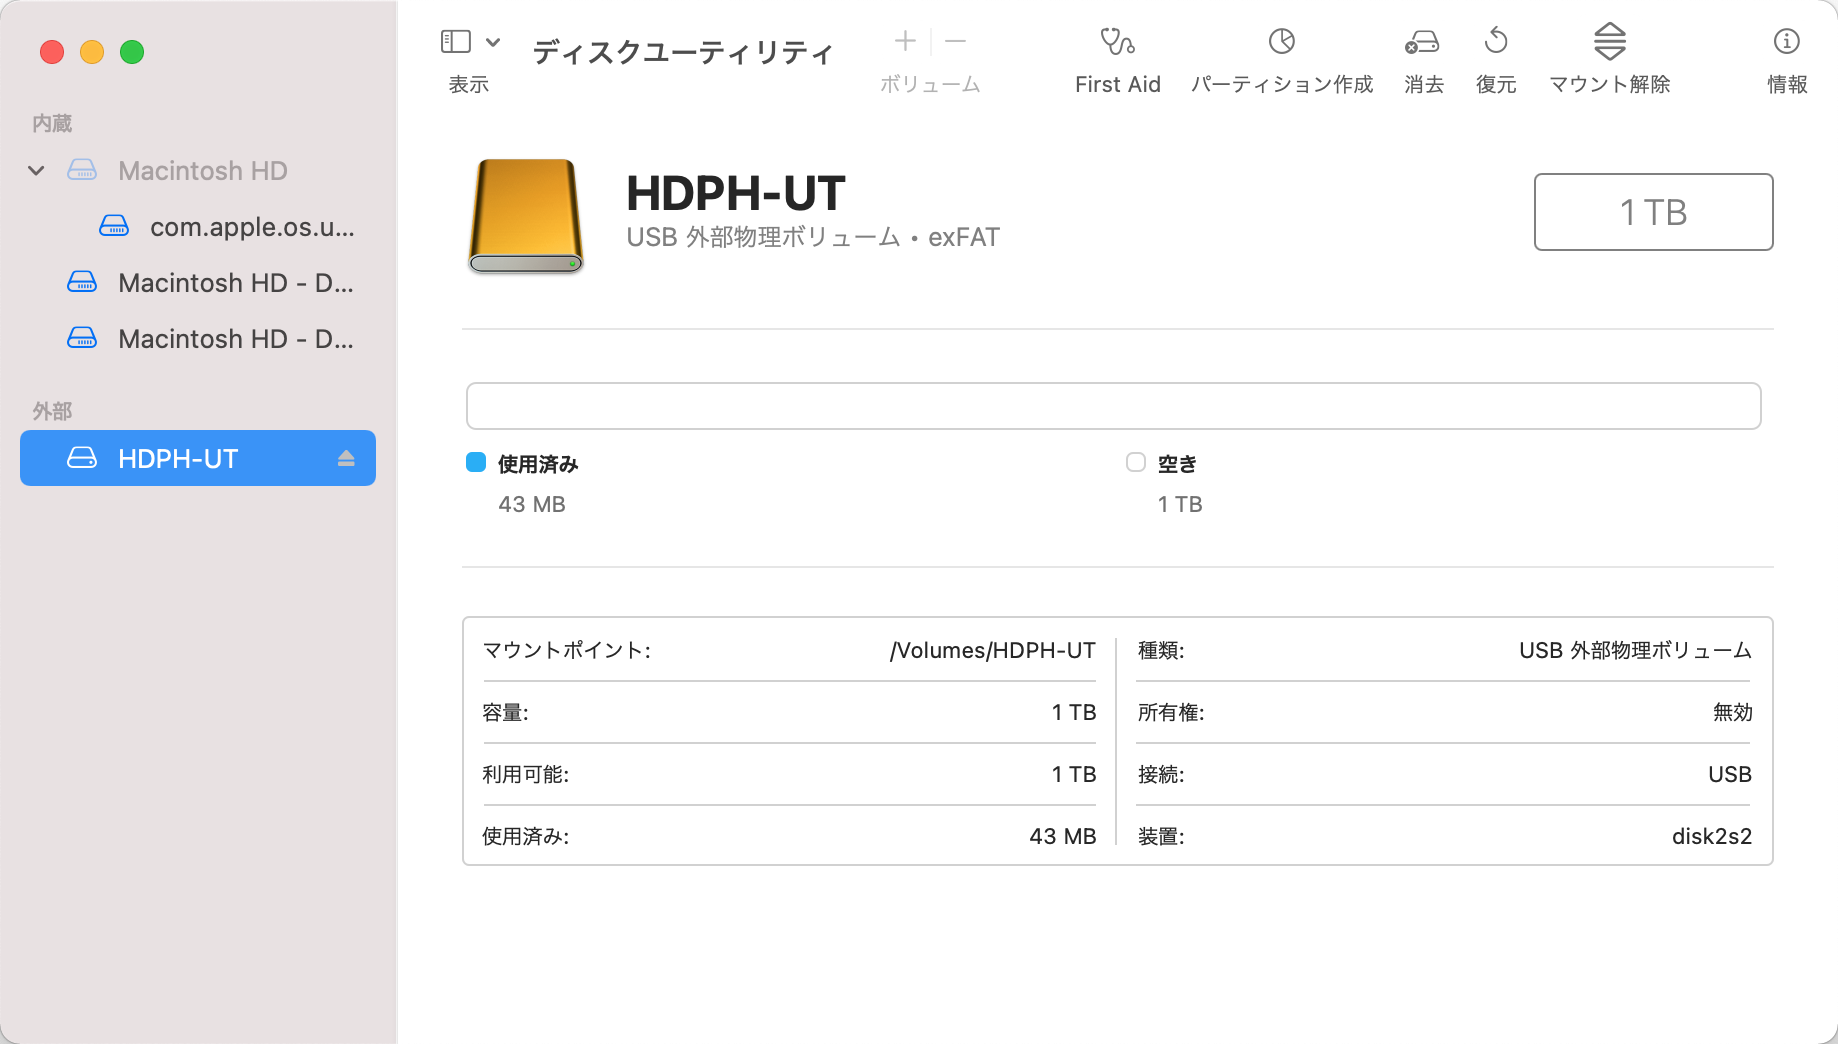 表示
ディスクユーティリティ
ボリューム
First Aid
パーティション作成
消去
復元
マウント解除
情報
内蔵
Macintosh HD
com.apple.os.u...
Macintosh HD - D...
Macintosh HD - D...
外部
HDPH-UT
HDPH-UT
USB 外部物理ボリューム • exFAT
1 TB
使用済み
43 MB
空き
1 TB
マウントポイント: /Volumes/HDPH-UT
容量: 1 TB
利用可能: 1 TB
使用済み: 43 MB
種類: USB 外部物理ボリューム
所有権: 無効
接続: USB
装置: disk2s2